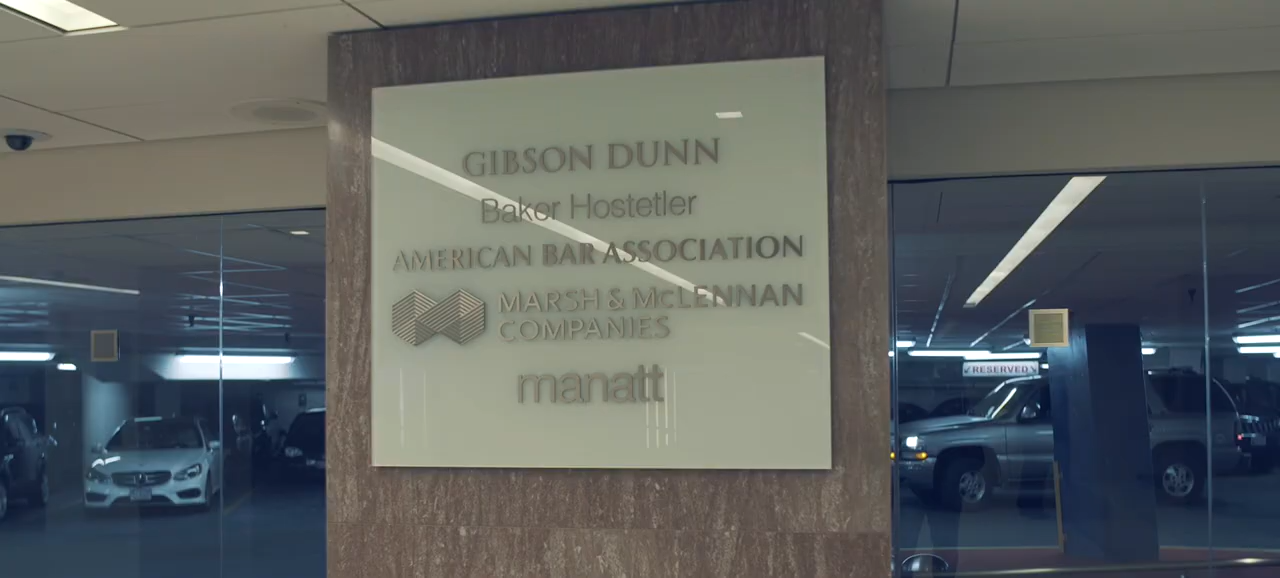 GIBSON DUNN
Baker Hostetler
AMERICAN BAR ASSOCIATION
MARSH & McLENNAN
COMPANIES
manatt
RESERVED